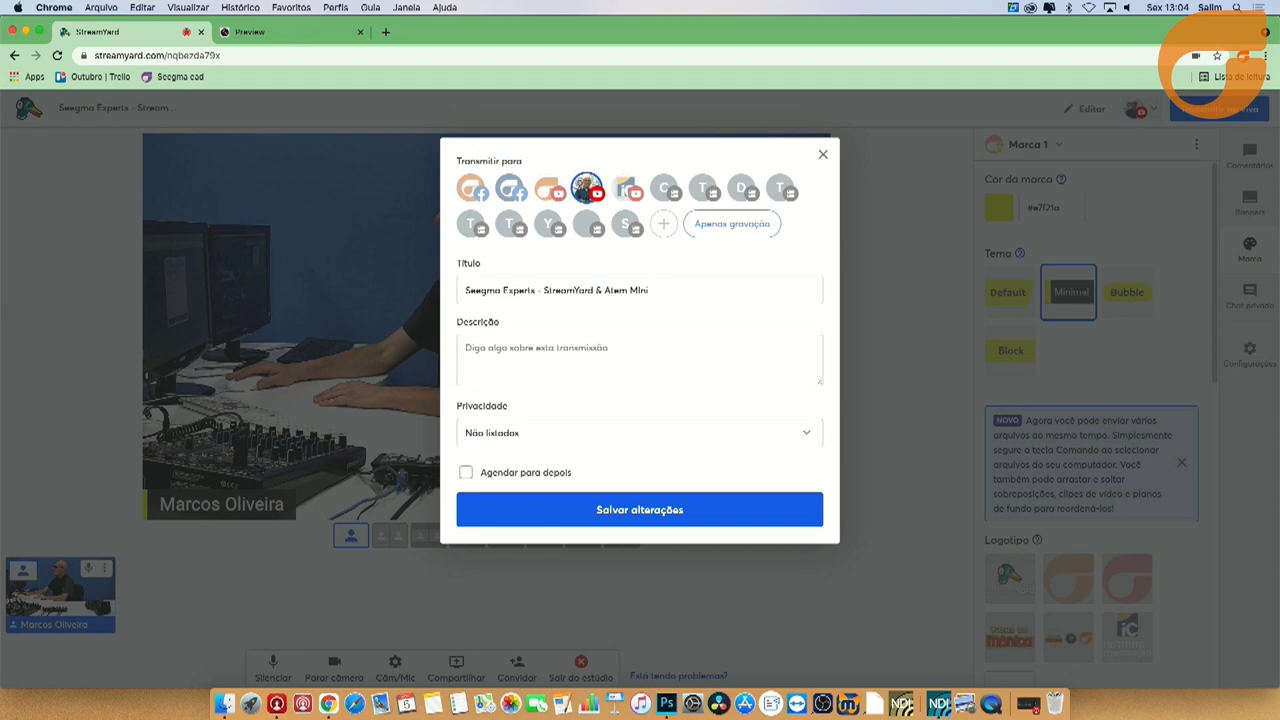 Chrome Arquivo Editar Visualizar Histórico Favoritos Perfis Guia Janela Ajuda Sex 13:04 Salim
StreamYard Preview
streamyard.com/nqbezda79x
Apps Outubro | Trello Seegma ead Lista de leitura
Seegma Experts - Stream... Editar
Transmitir para
C T D T
T T Y S Apenas gravação
Título
Seegma Experts - StreamYard & Atem MIni
Descrição
Diga algo sobre esta transmissão
Privacidade
Não listadas
Agendar para depois
Salvar alterações
Marca 1
Cor da marca
#e7f21a
Tema
Default Minimal Bubble
Block
NOVO Agora você pode enviar vários
arquivos ao mesmo tempo. Simplesmente
segure a tecla Comando ao selecionar
arquivos do seu computador. Você
também pode arrastar e soltar
sobreposições, clipes de vídeo e planos
de fundo para reordená-los!
Logotipo
Comentários
Banners
Marca
Chat privado
Configurações
Marcos Oliveira
Marcos Oliveira
Silenciar Parar câmera Câm/Mic Compartilhar Convidar Sair do estúdio Está tendo problemas?